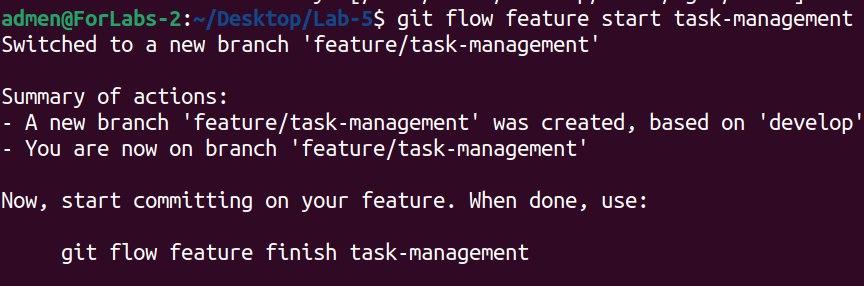 admen@ForLabs-2:~/Desktop/Lab-5$ git flow feature start task-management
Switched to a new branch 'feature/task-management'
Summary of actions:
- A new branch 'feature/task-management' was created, based on 'develop'
- You are now on branch 'feature/task-management'
Now, start committing on your feature. When done, use:
git flow feature finish task-management